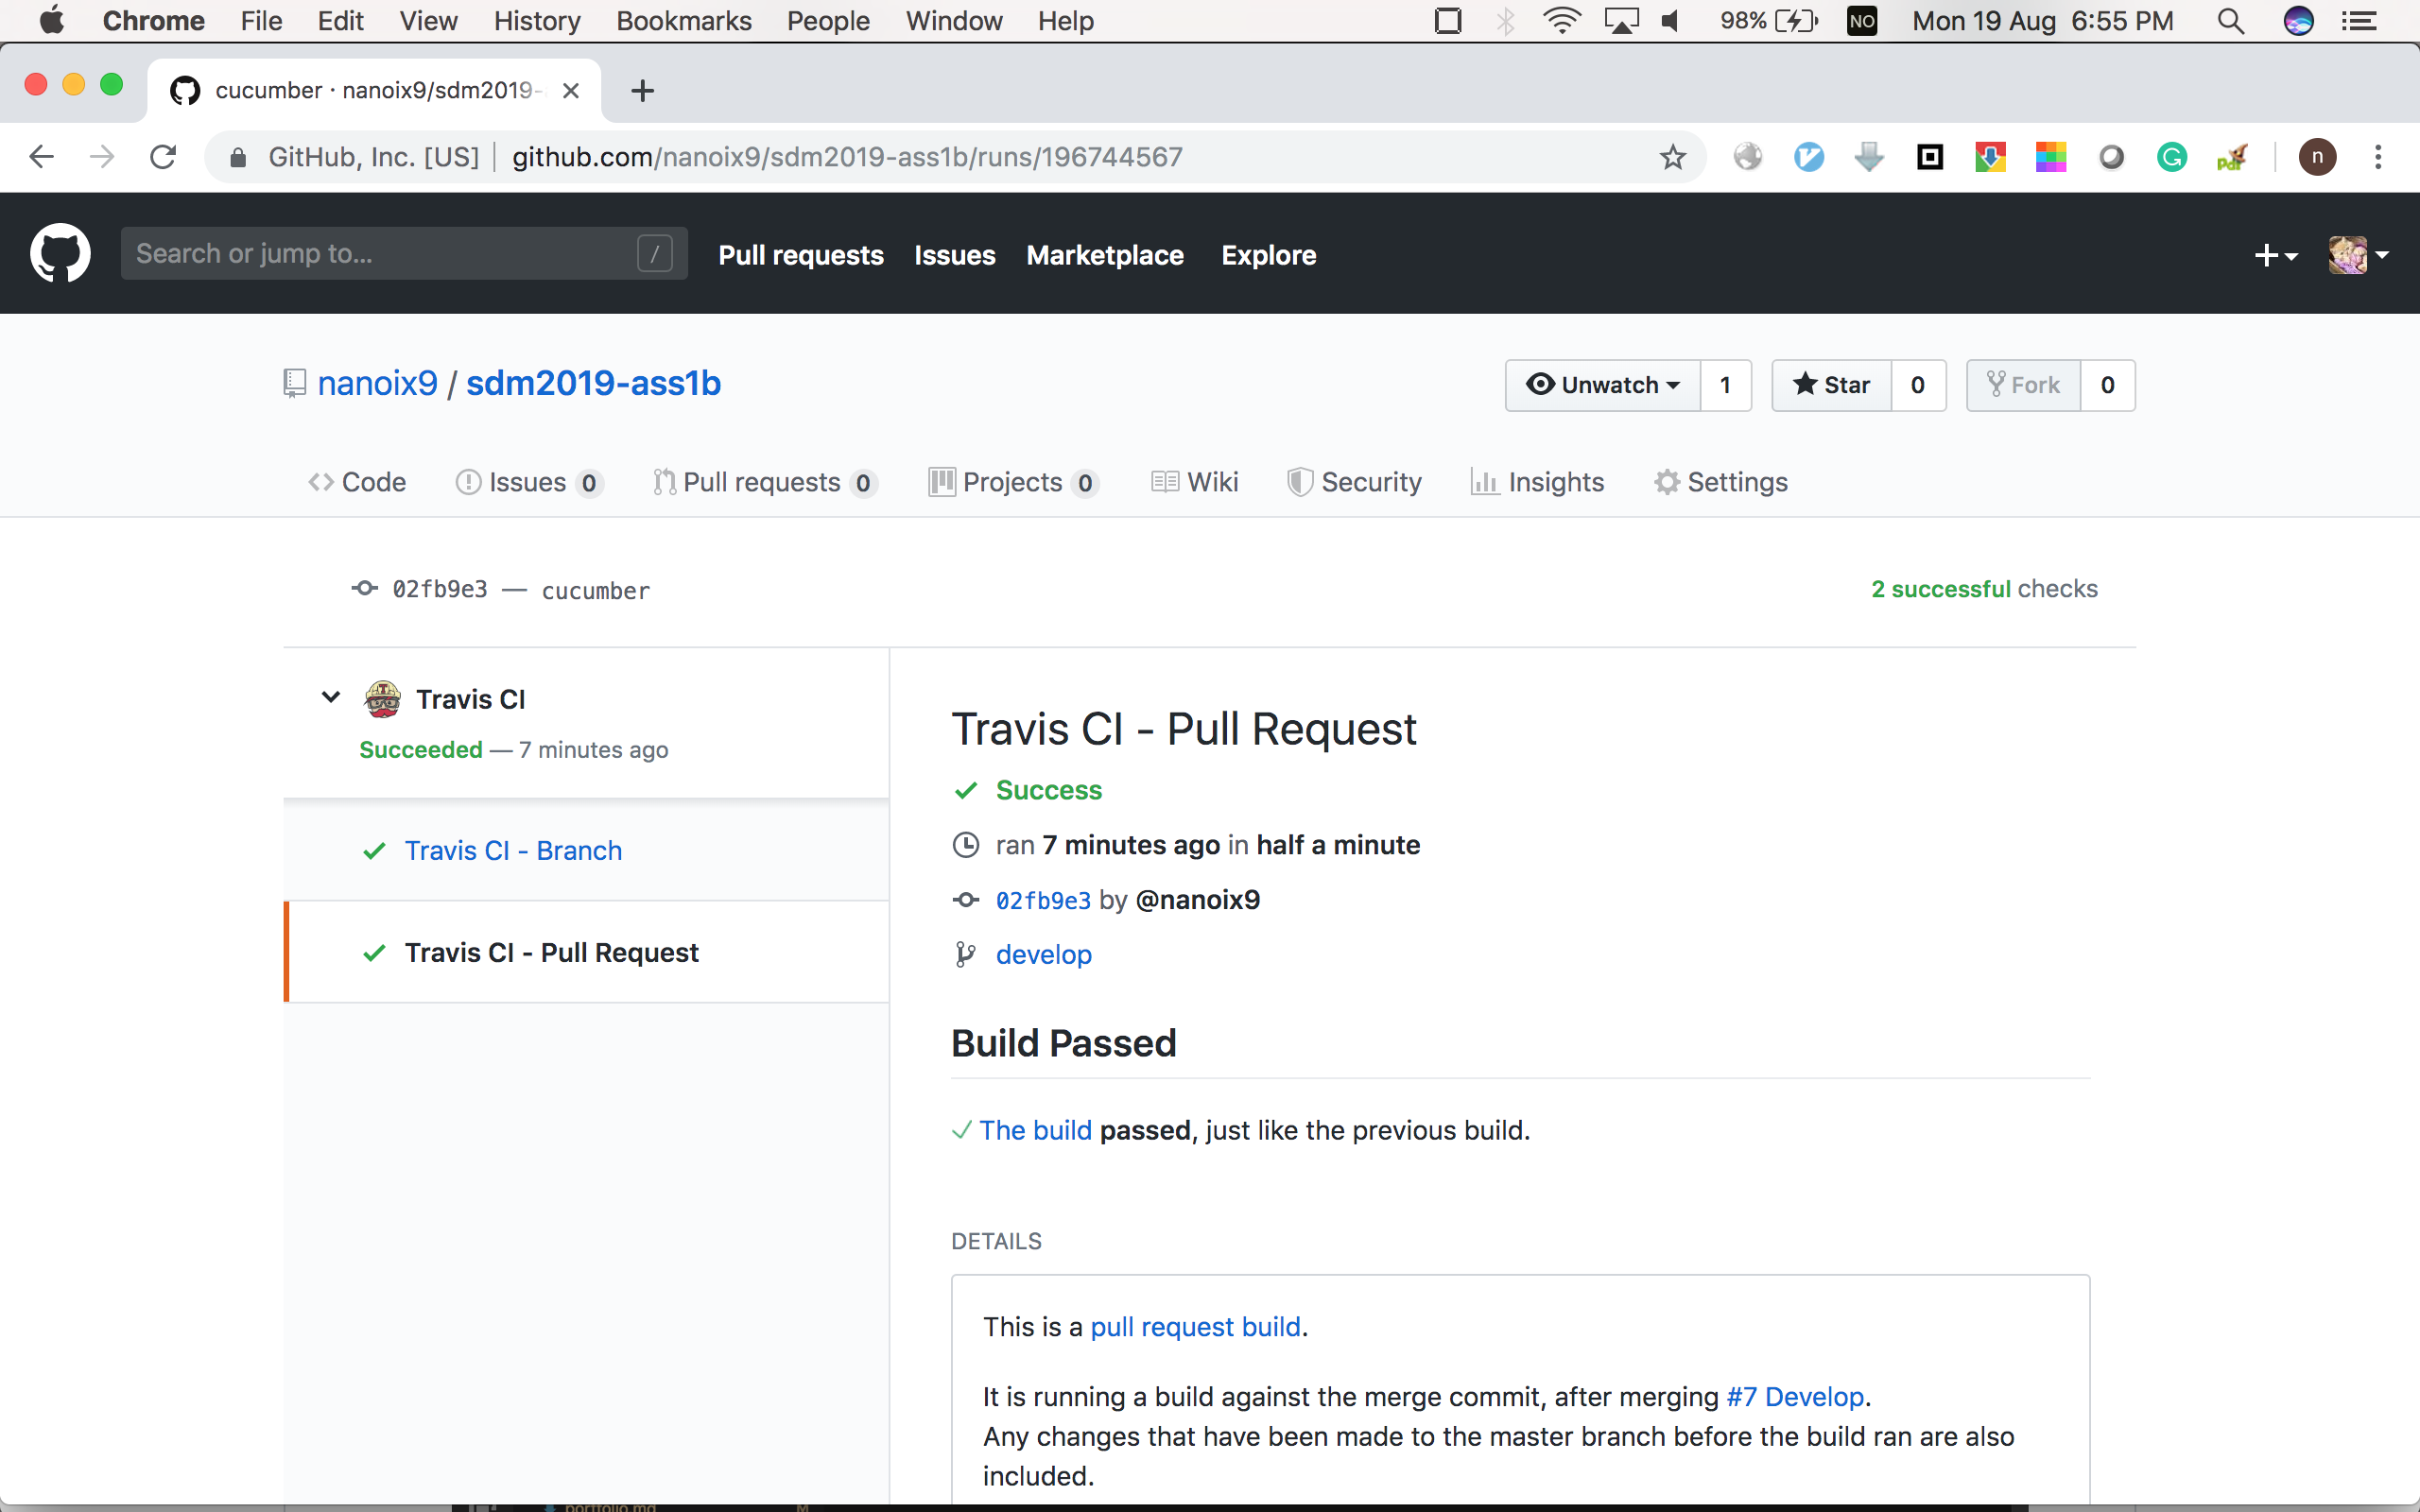 Chrome File Edit View History Bookmarks People Window Help 98% NO Mon 19 Aug 6:55 PM
cucumber · nanoix9/sdm2019-
GitHub, Inc. [US] github.com/nanoix9/sdm2019-ass1b/runs/196744567 n
Search or jump to... / Pull requests Issues Marketplace Explore
nanoix9 / sdm2019-ass1b Unwatch 1 Star 0 Fork 0
Code Issues 0 Pull requests 0 Projects 0 Wiki Security Insights Settings
02fb9e3 — cucumber 2 successful checks
Travis CI
Succeeded — 7 minutes ago
Travis CI - Branch
Travis CI - Pull Request
Travis CI - Pull Request
Success
ran 7 minutes ago in half a minute
02fb9e3 by @nanoix9
develop
Build Passed
The build passed, just like the previous build.
DETAILS
This is a pull request build.
It is running a build against the merge commit, after merging #7 Develop.
Any changes that have been made to the master branch before the build ran are also
included.
portfolio.md M